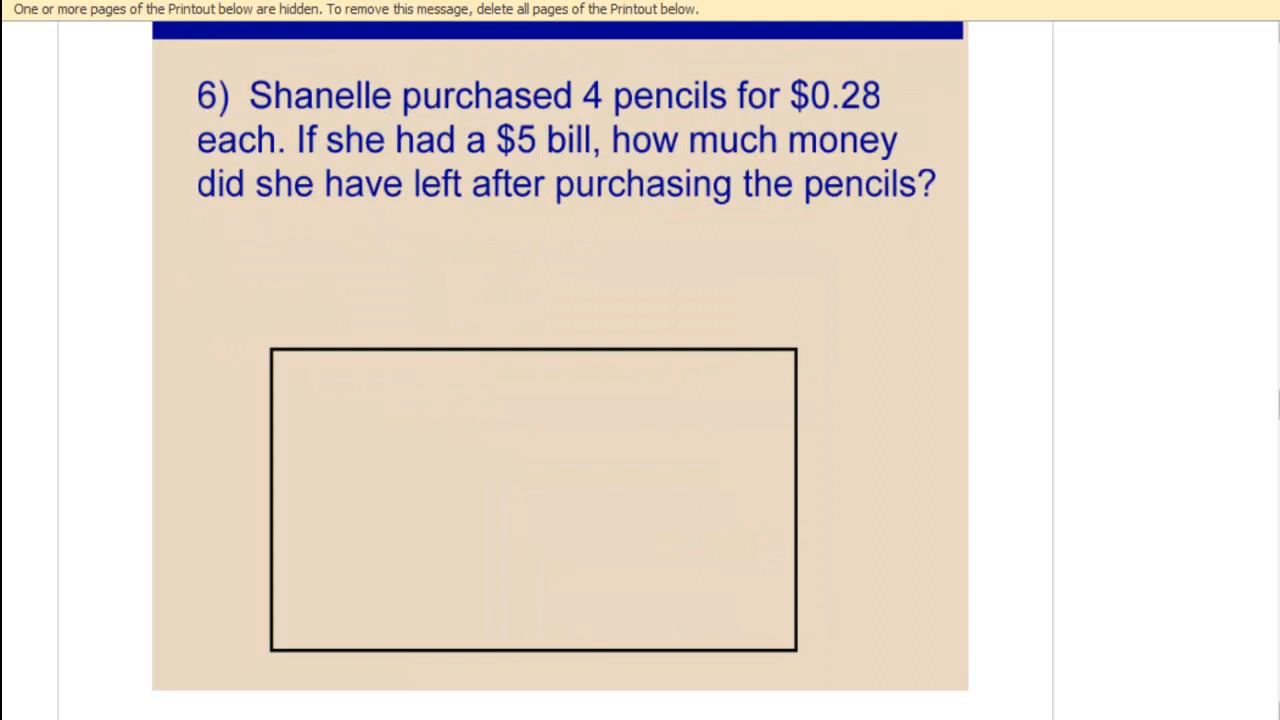 One or more pages of the Printout below are hidden. To remove this message, delete all pages of the Printout below.
6) Shanelle purchased 4 pencils for $0.28
each. If she had a $5 bill, how much money
did she have left after purchasing the pencils?